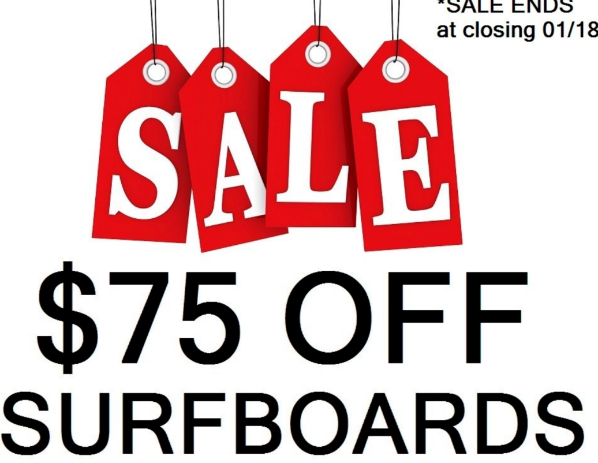 *SALE ENDS
at closing 01/18
SALE
$75 OFF
SURFBOARDS